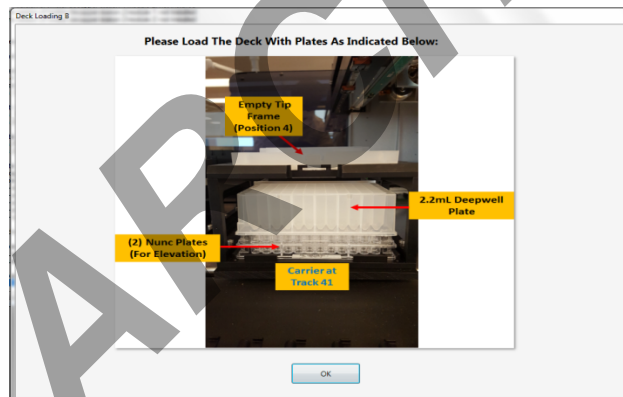 Deck Loading B
Please Load The Deck With Plates As Indicated Below:
Empty Tip
Frame
(Position 4)
2.2mL Deepwell
Plate
(2) Nunc Plates
(For Elevation)
Carrier at
Track 41
OK